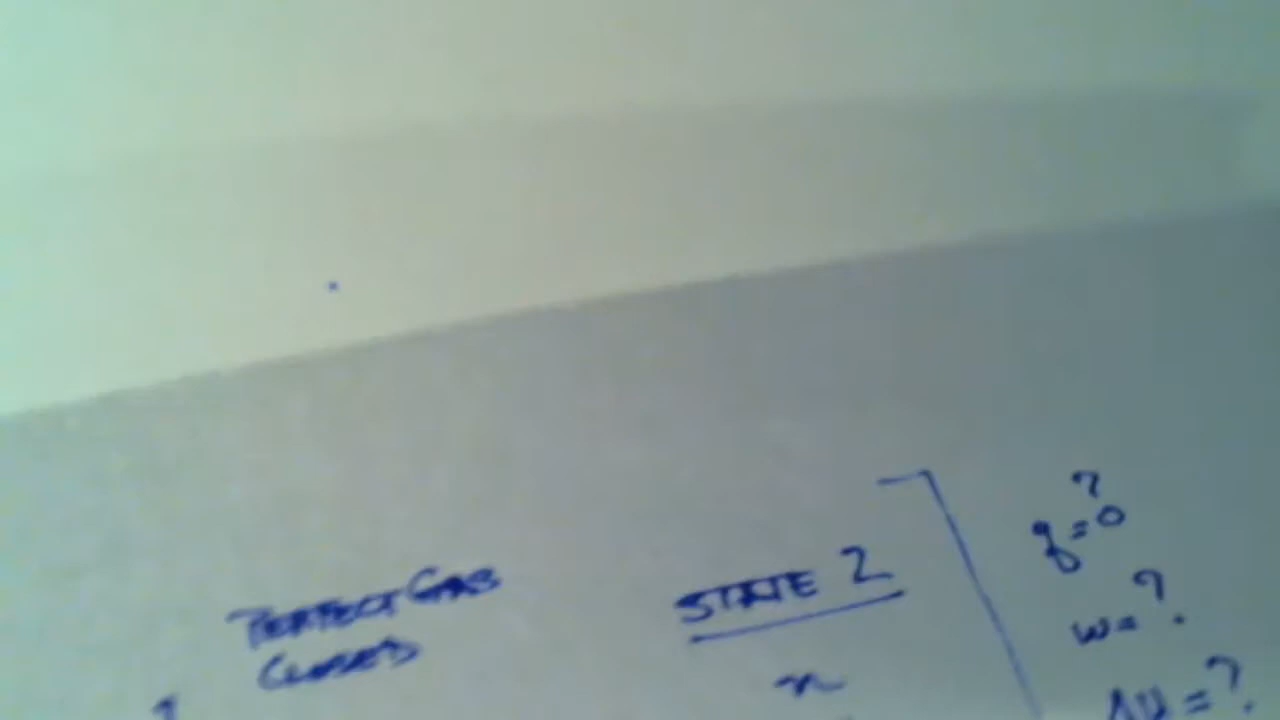 PERFECT GAS
CLOSED
STATE 2
n
?
q=0
w=?
ΔU=?